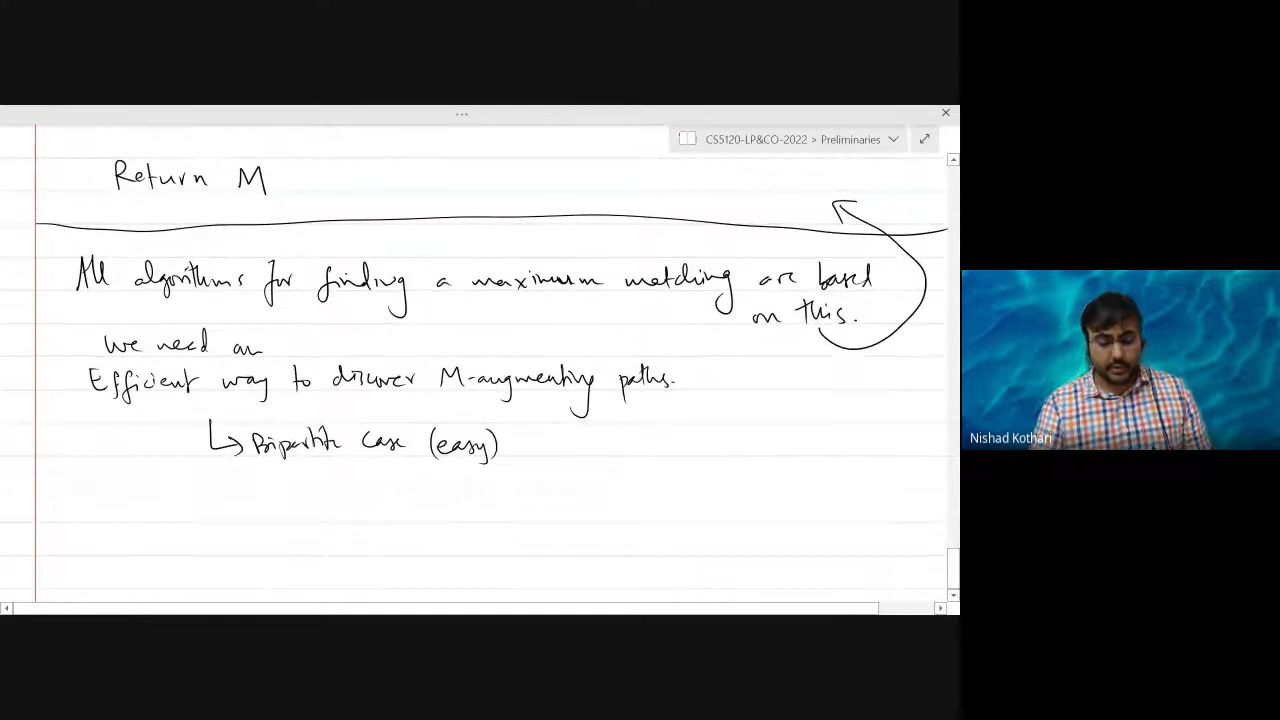 CS5120-LP&CO-2022 > Preliminaries
Return M
All algorithms for finding a maximum matching are based
on this.
We need an
Efficient way to discover M-augmenting paths.
Bipartite case (easy)
Nishad Kothari